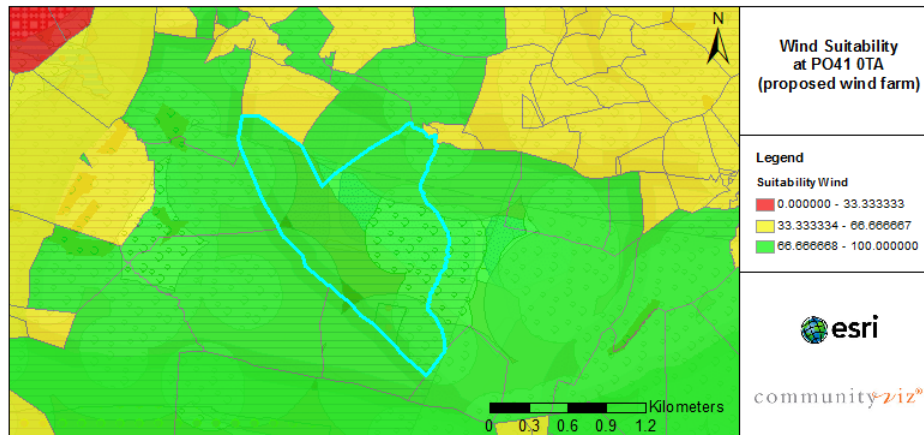 N
Wind Suitability
at PO41 0TA
(proposed wind farm)
Legend
Suitability Wind
0.000000 - 33.333333
33.333334 - 66.666667
66.666668 - 100.000000
esri
communityviz®
Kilometers
0 0.3 0.6 0.9 1.2